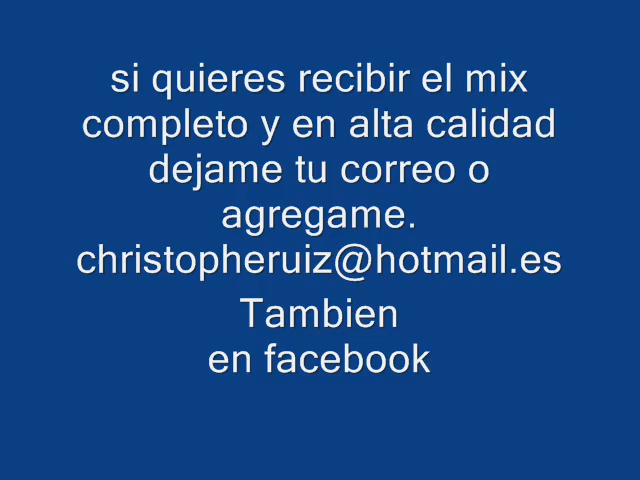 si quieres recibir el mix
completo y en alta calidad
dejame tu correo o
agregame.
christopheruiz@hotmail.es
Tambien
en facebook